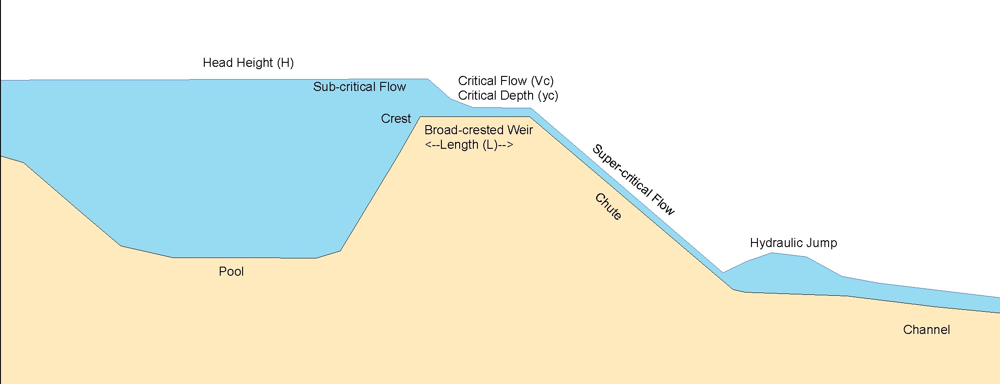 Head Height (H)
Sub-critical Flow
Critical Flow (Vc)
Critical Depth (yc)
Crest
Broad-crested Weir
<--Length (L)-->
Super-critical Flow
Chute
Hydraulic Jump
Pool
Channel